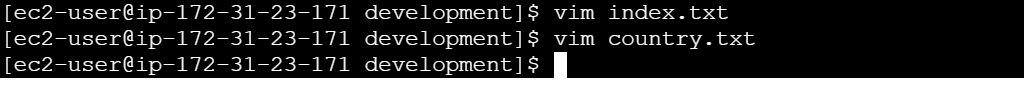 [ec2-user@ip-172-31-23-171 development]$ vim index.txt
[ec2-user@ip-172-31-23-171 development]$ vim country.txt
[ec2-user@ip-172-31-23-171 development]$